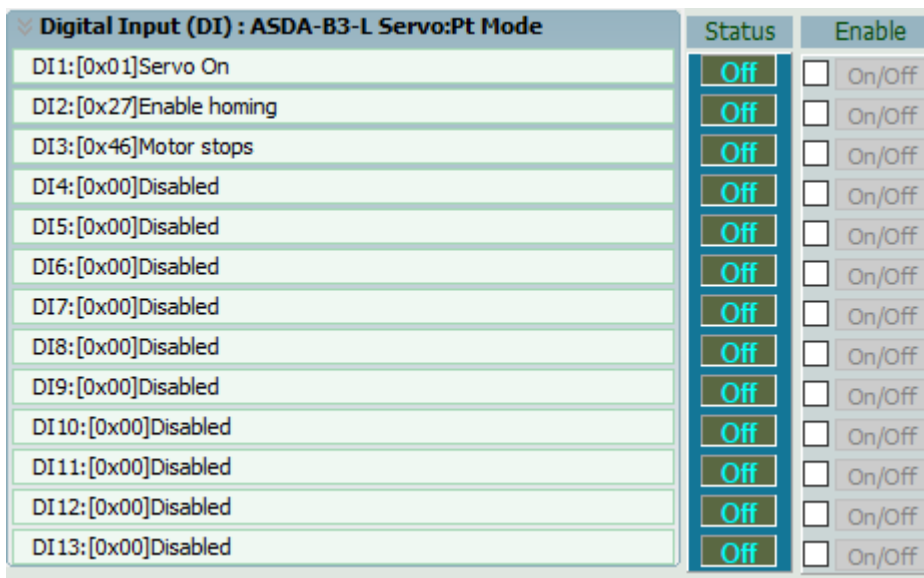 Digital Input (DI) : ASDA-B3-L Servo:Pt Mode Status Enable
DI1:[0x01]Servo On Off On/Off
DI2:[0x27]Enable homing Off On/Off
DI3:[0x46]Motor stops Off On/Off
DI4:[0x00]Disabled Off On/Off
DI5:[0x00]Disabled Off On/Off
DI6:[0x00]Disabled Off On/Off
DI7:[0x00]Disabled Off On/Off
DI8:[0x00]Disabled Off On/Off
DI9:[0x00]Disabled Off On/Off
DI10:[0x00]Disabled Off On/Off
DI11:[0x00]Disabled Off On/Off
DI12:[0x00]Disabled Off On/Off
DI13:[0x00]Disabled Off On/Off